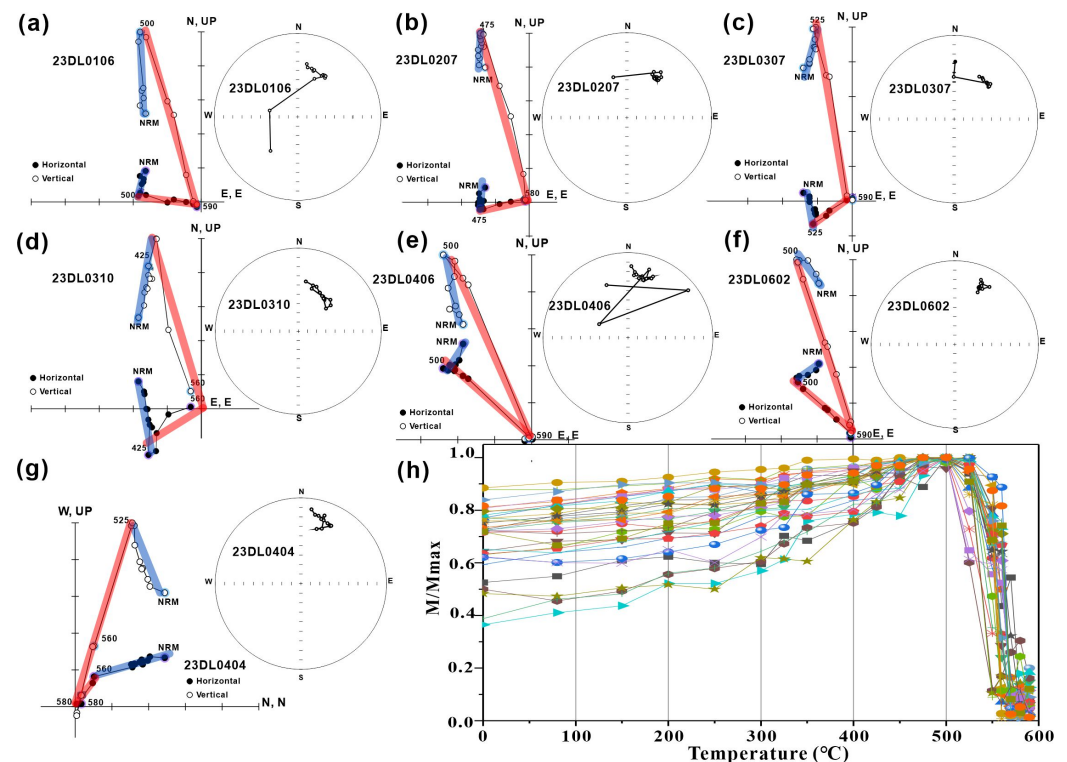 (a)
500
N, UP
23DL0106
NRM
NRM
Horizontal
Vertical
500
E, E
590
N
23DL0106
W
E
S
(b)
475
N, UP
23DL0207
NRM
NRM
Horizontal
Vertical
475
E, E
580
N
23DL0207
W
E
S
(c)
525
N, UP
23DL0307
NRM
NRM
Horizontal
Vertical
525
E, E
590
N
23DL0307
W
E
S
(d)
425
N, UP
23DL0310
NRM
NRM
Horizontal
Vertical
560
560
E, E
425
N
23DL0310
W
E
S
(e)
500
N, UP
23DL0406
NRM
NRM
500
Horizontal
Vertical
590
E, E
N
23DL0406
W
E
S
(f)
500
N, UP
23DL0602
NRM
NRM
500
Horizontal
Vertical
590
E, E
N
23DL0602
W
E
S
(g)
W, UP
525
NRM
560
NRM
560
23DL0404
Horizontal
Vertical
580
580
N, N
N
23DL0404
W
E
S
(h)
1.0
0.8
0.6
0.4
0.2
0.0
M/Mmax
0
100
200
300
400
500
600
Temperature (℃)